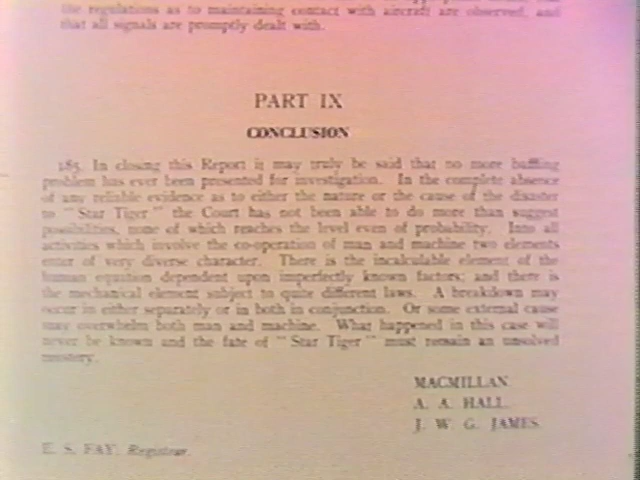 the regulations as to maintaining contact with aircraft are observed, and
that all signals are promptly dealt with.
PART IX
CONCLUSION
185. In closing this Report it may truly be said that no more baffling
problem has ever been presented for investigation. In the complete absence
of any reliable evidence as to either the nature or the cause of the disaster
to "Star Tiger" the Court has not been able to do more than suggest
possibilities, none of which reaches the level even of probability. Into all
activities which involve the co-operation of man and machine two elements
enter of very diverse character. There is the incalculable element of the
human equation dependent upon imperfectly known factors; and there is
the mechanical element subject to quite different laws. A breakdown may
occur in either separately or in both in conjunction. Or some external cause
may overwhelm both man and machine. What happened in this case will
never be known and the fate of "Star Tiger" must remain an unsolved
mystery.
MACMILLAN.
A. A. HALL.
J. W. G. JAMES.
E. S. FAY, Registrar.